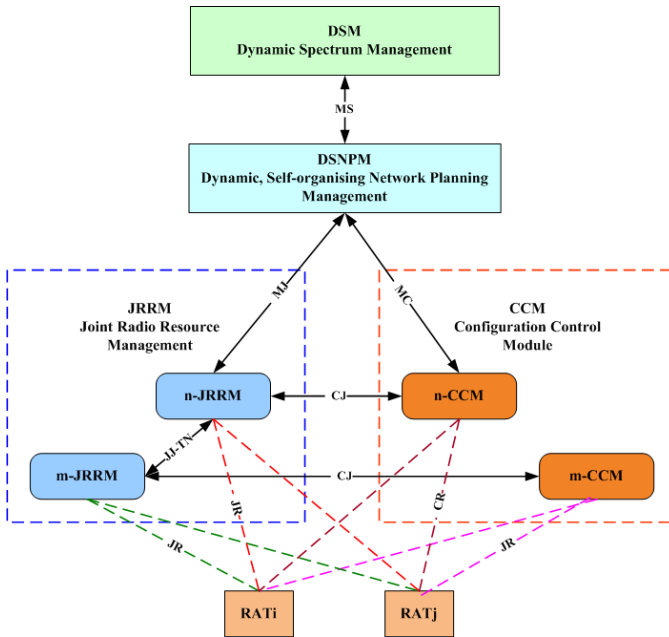 DSM
Dynamic Spectrum Management
MS
DSNPM
Dynamic, Self-organising Network Planning
Management
MJ
MC
JRRM
Joint Radio Resource
Management
CCM
Configuration Control
Module
n-JRRM
CJ
n-CCM
JJ-TN
m-JRRM
CJ
m-CCM
JR
CR
JR
JR
RATi
RATj